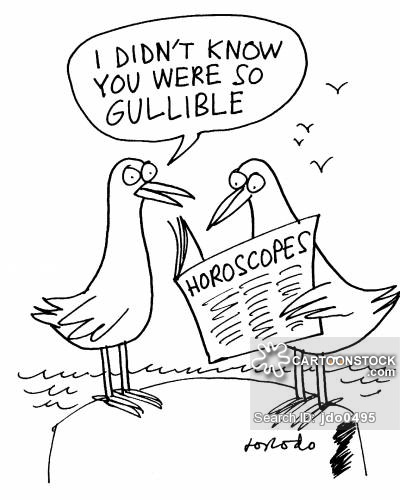 I DIDN'T KNOW
YOU WERE SO
GULLIBLE
HOROSCOPES
CARTOONSTOCK
.com
Search ID: jdo0495